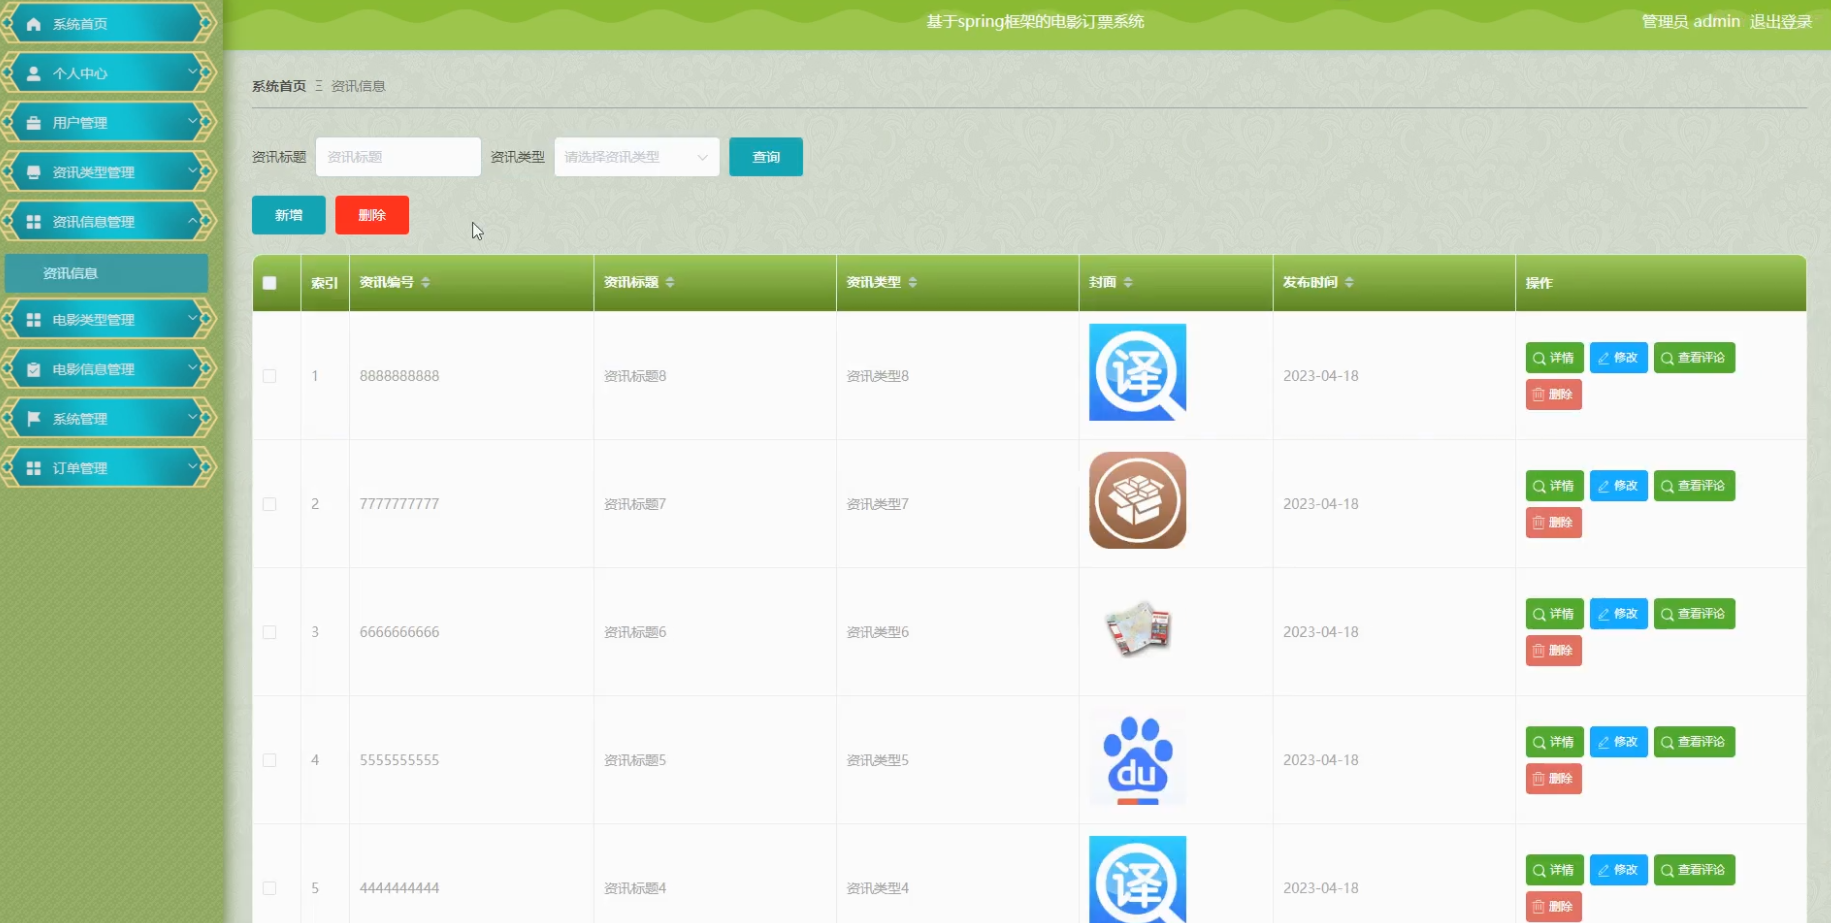 基于spring框架的电影订票系统
管理员 admin 退出登录
系统首页
个人中心
用户管理
资讯类型管理
资讯信息管理
资讯信息
电影类型管理
电影信息管理
系统管理
订单管理
系统首页 Ξ 资讯信息
资讯标题 资讯标题 资讯类型 请选择资讯类型 查询
新增 删除
索引 资讯编号 资讯标题 资讯类型 封面 发布时间 操作
1 8888888888 资讯标题8 资讯类型8 译 2023-04-18 详情 修改 查看评论
删除
2 7777777777 资讯标题7 资讯类型7 2023-04-18 详情 修改 查看评论
删除
3 6666666666 资讯标题6 资讯类型6 2023-04-18 详情 修改 查看评论
删除
4 5555555555 资讯标题5 资讯类型5 du 2023-04-18 详情 修改 查看评论
删除
5 4444444444 资讯标题4 资讯类型4 译 2023-04-18 详情 修改 查看评论
删除